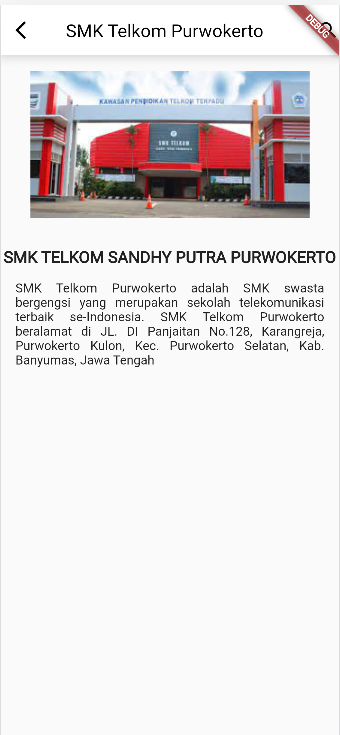 SMK Telkom Purwokerto
DEBUG
KAWASAN PENDIDIKAN TELKOM TERPADU
SMK TELKOM
SMK TELKOM SANDHY PUTRA PURWOKERTO
SMK Telkom Purwokerto adalah SMK swasta
bergengsi yang merupakan sekolah telekomunikasi
terbaik se-Indonesia. SMK Telkom Purwokerto
beralamat di JL. DI Panjaitan No.128, Karangreja,
Purwokerto Kulon, Kec. Purwokerto Selatan, Kab.
Banyumas, Jawa Tengah